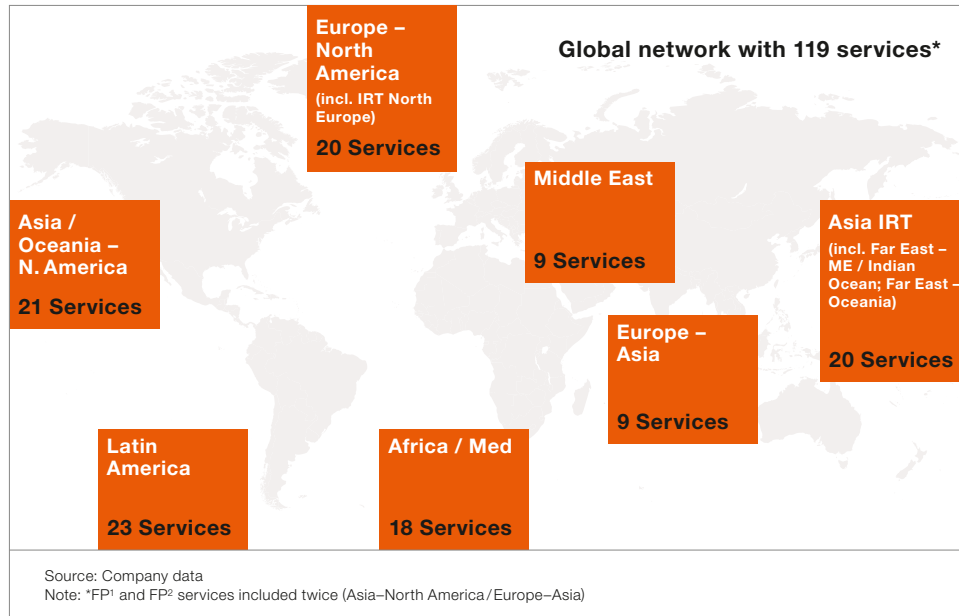 Europe –
North
America
(incl. IRT North
Europe)
20 Services
Global network with 119 services*
Middle East
9 Services
Asia /
Oceania –
N. America
21 Services
Asia IRT
(incl. Far East –
ME / Indian
Ocean; Far East –
Oceania)
20 Services
Europe –
Asia
9 Services
Latin
America
23 Services
Africa / Med
18 Services
Source: Company data
Note: *FP¹ and FP² services included twice (Asia–North America / Europe–Asia)